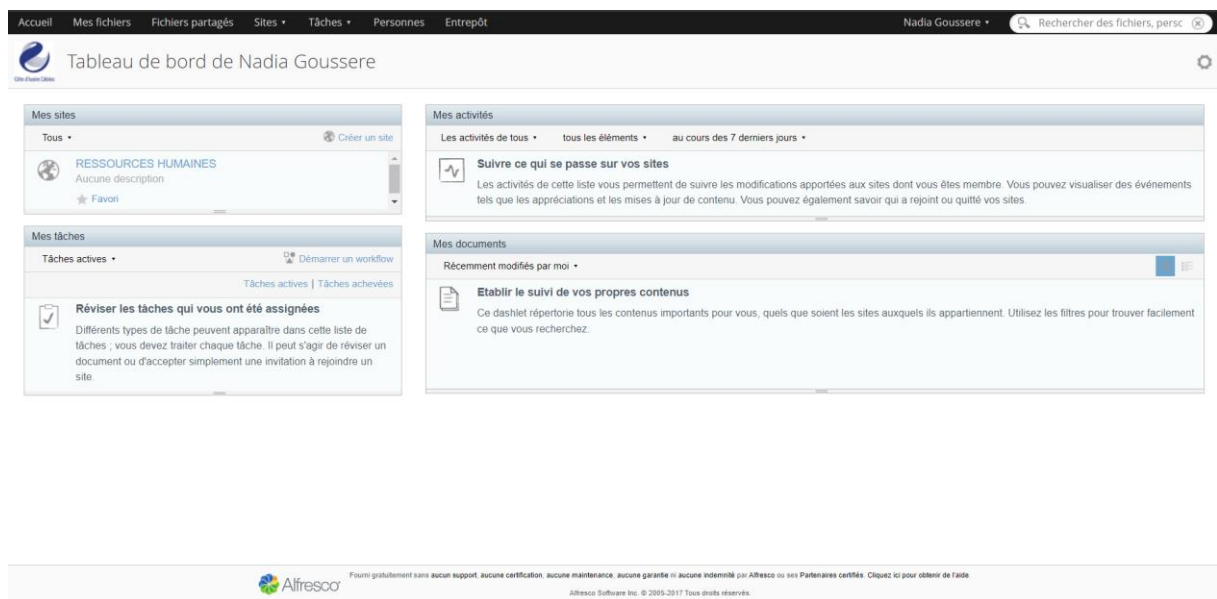 Accueil Mes fichiers Fichiers partagés Sites Tâches Personnes Entrepôt Nadia Goussere Rechercher des fichiers, persc
Côte d'Ivoire Câbles
Tableau de bord de Nadia Goussere
Mes sites
Tous Créer un site
RESSOURCES HUMAINES
Aucune description
Favori
Mes tâches
Tâches actives Démarrer un workflow
Tâches actives | Tâches achevées
Réviser les tâches qui vous ont été assignées
Différents types de tâche peuvent apparaître dans cette liste de
tâches ; vous devez traiter chaque tâche. Il peut s'agir de réviser un
document ou d'accepter simplement une invitation à rejoindre un
site.
Mes activités
Les activités de tous tous les éléments au cours des 7 derniers jours
Suivre ce qui se passe sur vos sites
Les activités de cette liste vous permettent de suivre les modifications apportées aux sites dont vous êtes membre. Vous pouvez visualiser des événements
tels que les appréciations et les mises à jour de contenu. Vous pouvez également savoir qui a rejoint ou quitté vos sites.
Mes documents
Récemment modifiés par moi
Etablir le suivi de vos propres contenus
Ce dashlet répertorie tous les contenus importants pour vous, quels que soient les sites auxquels ils appartiennent. Utilisez les filtres pour trouver facilement
ce que vous recherchez.
Alfresco
Fourni gratuitement sans aucun support, aucune certification, aucune maintenance, aucune garantie ni aucune indemnité par Alfresco ou ses Partenaires certifiés. Cliquez ici pour obtenir de l'aide
Alfresco Software Inc. © 2005-2017 Tous droits réservés.